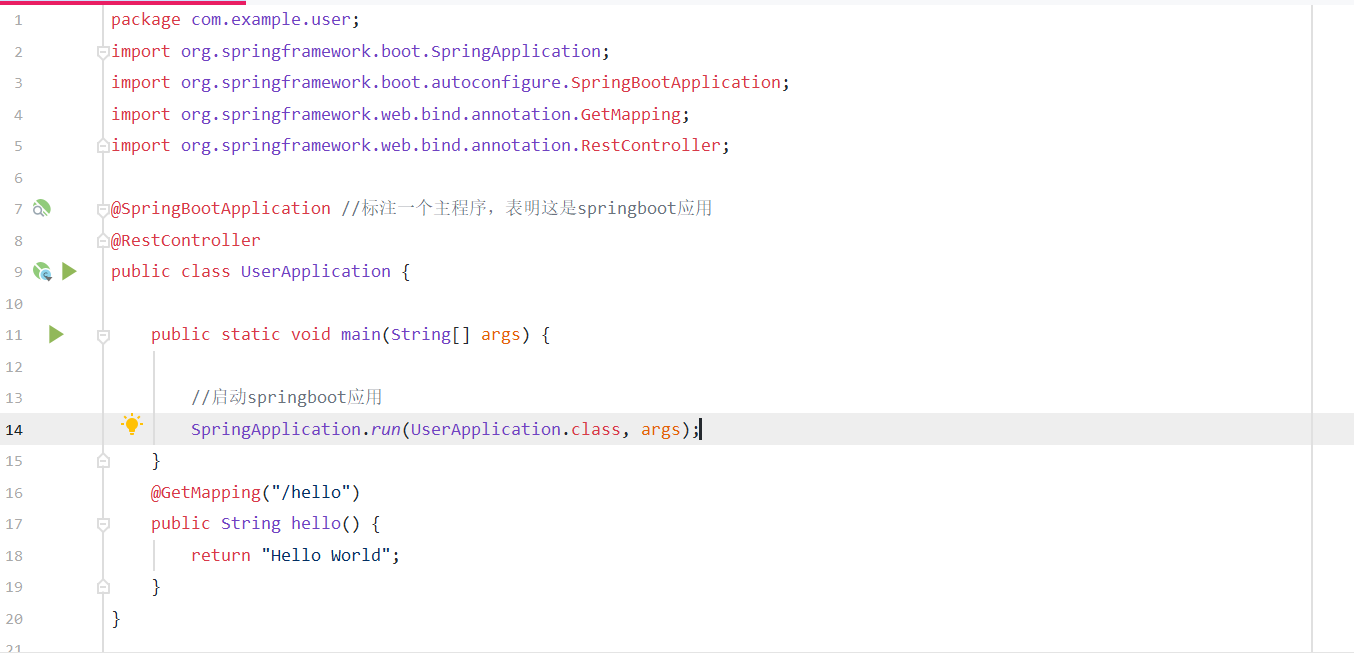 1 package com.example.user;
2 import org.springframework.boot.SpringApplication;
3 import org.springframework.boot.autoconfigure.SpringBootApplication;
4 import org.springframework.web.bind.annotation.GetMapping;
5 import org.springframework.web.bind.annotation.RestController;
6
7 @SpringBootApplication //标注一个主程序，表明这是springboot应用
8 @RestController
9 public class UserApplication {
10
11     public static void main(String[] args) {
12
13         //启动springboot应用
14         SpringApplication.run(UserApplication.class, args);
15     }
16     @GetMapping("/hello")
17     public String hello() {
18         return "Hello World";
19     }
20 }
21